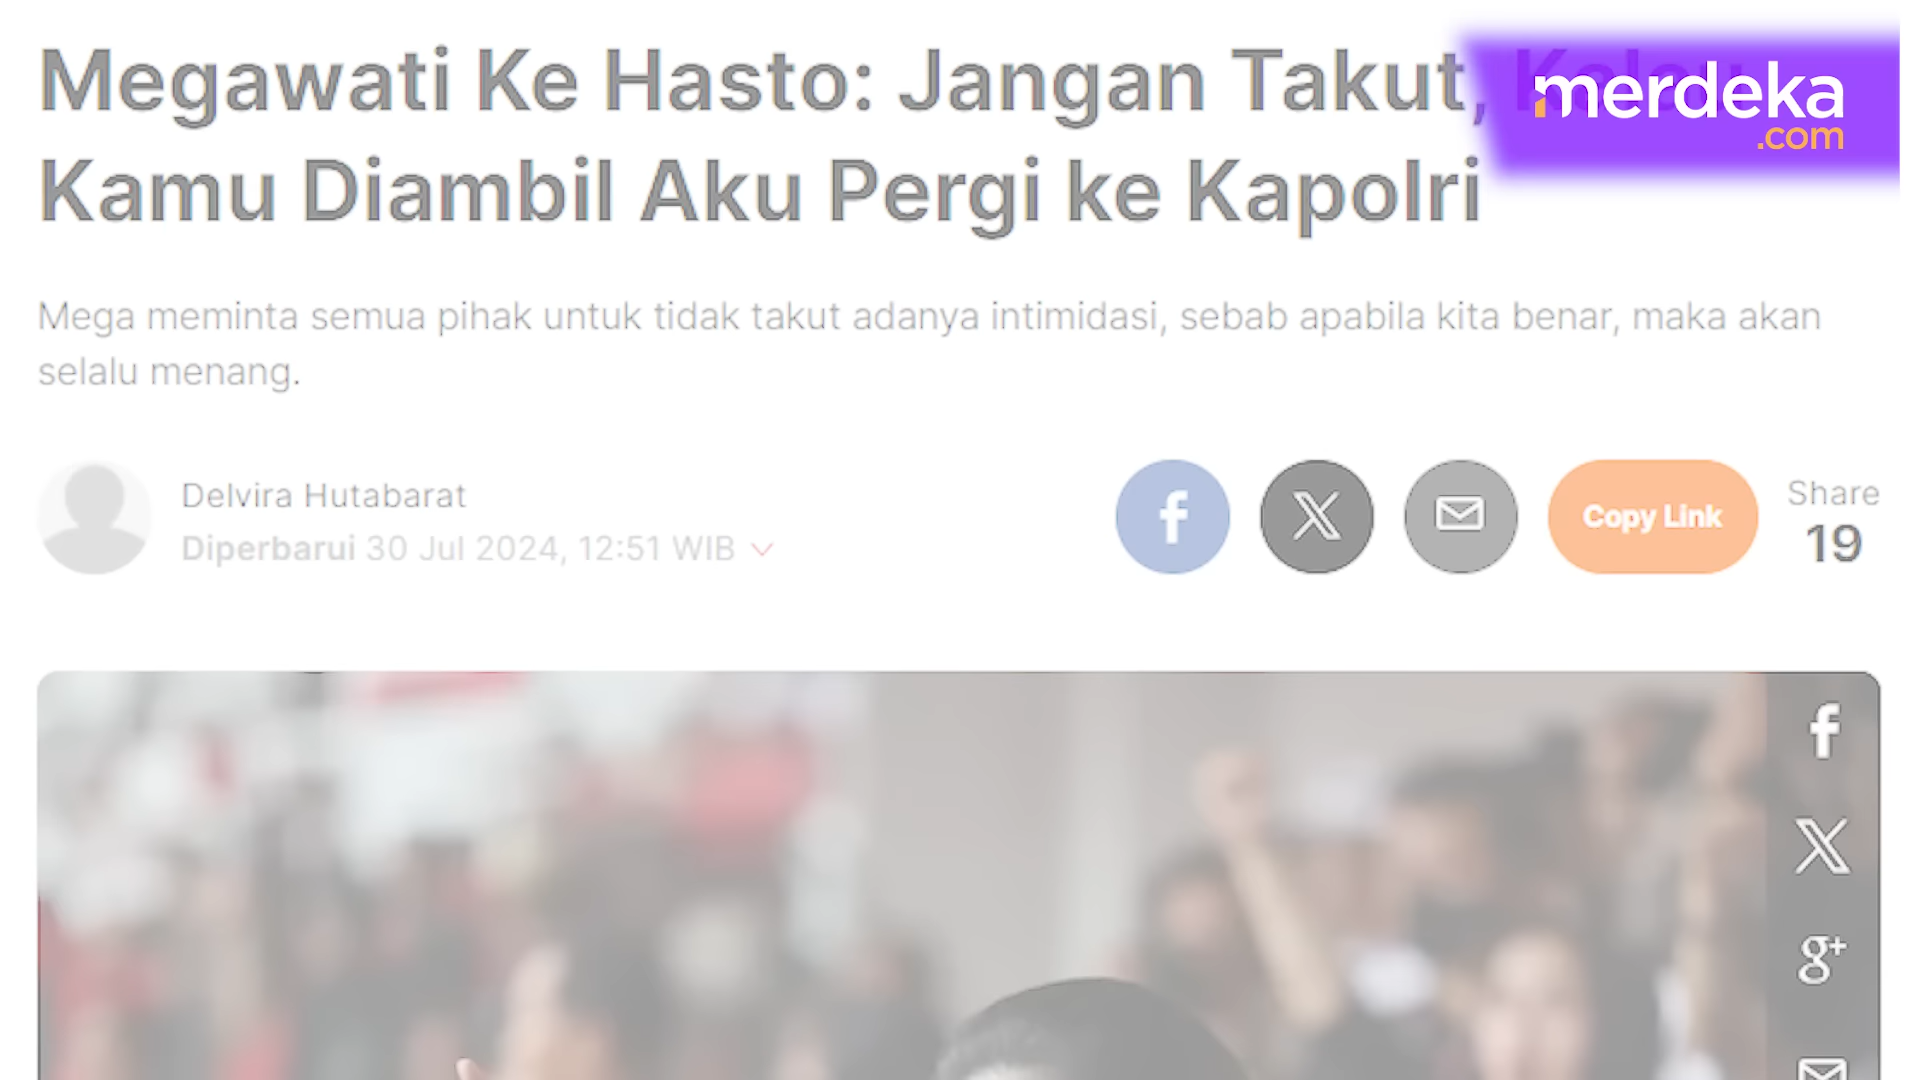 Megawati Ke Hasto: Jangan Takut, Kalau
merdeka
.com
Kamu Diambil Aku Pergi ke Kapolri
Mega meminta semua pihak untuk tidak takut adanya intimidasi, sebab apabila kita benar, maka akan
selalu menang.
Delvira Hutabarat
Diperbarui 30 Jul 2024, 12:51 WIB
Copy Link
Share
19